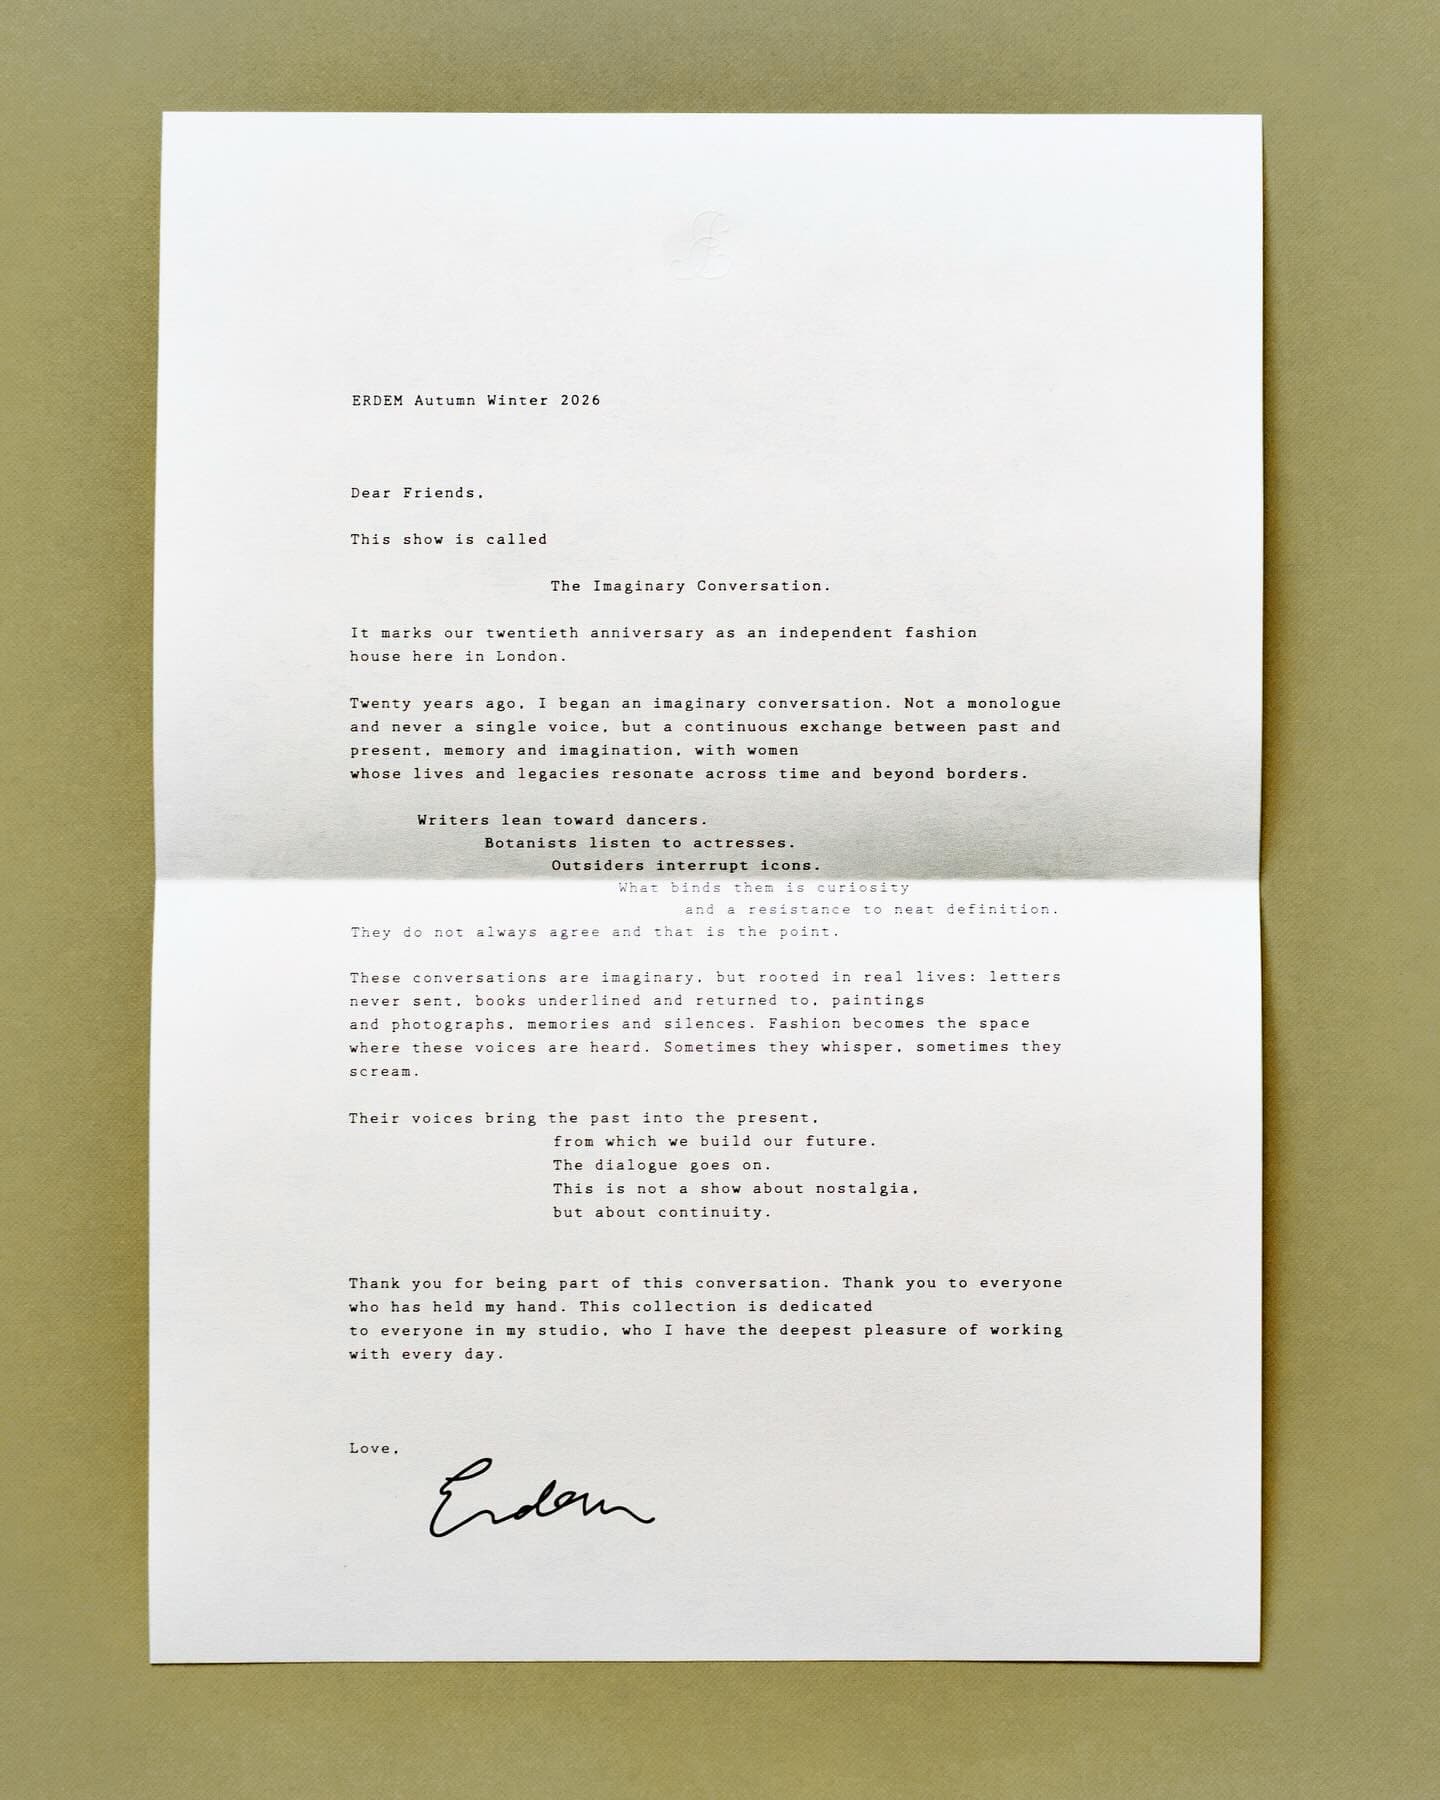 ERDEM Autumn Winter 2026
Dear Friends,
This show is called
The Imaginary Conversation.
It marks our twentieth anniversary as an independent fashion
house here in London.
Twenty years ago, I began an imaginary conversation. Not a monologue
and never a single voice, but a continuous exchange between past and
present, memory and imagination, with women
whose lives and legacies resonate across time and beyond borders.
Writers lean toward dancers.
Botanists listen to actresses.
Outsiders interrupt icons.
What binds them is curiosity
and a resistance to neat definition.
They do not always agree and that is the point.
These conversations are imaginary, but rooted in real lives: letters
never sent, books underlined and returned to, paintings
and photographs, memories and silences. Fashion becomes the space
where these voices are heard. Sometimes they whisper, sometimes they
scream.
Their voices bring the past into the present,
from which we build our future.
The dialogue goes on.
This is not a show about nostalgia,
but about continuity.
Thank you for being part of this conversation. Thank you to everyone
who has held my hand. This collection is dedicated
to everyone in my studio, who I have the deepest pleasure of working
with every day.
Love,
Erdem